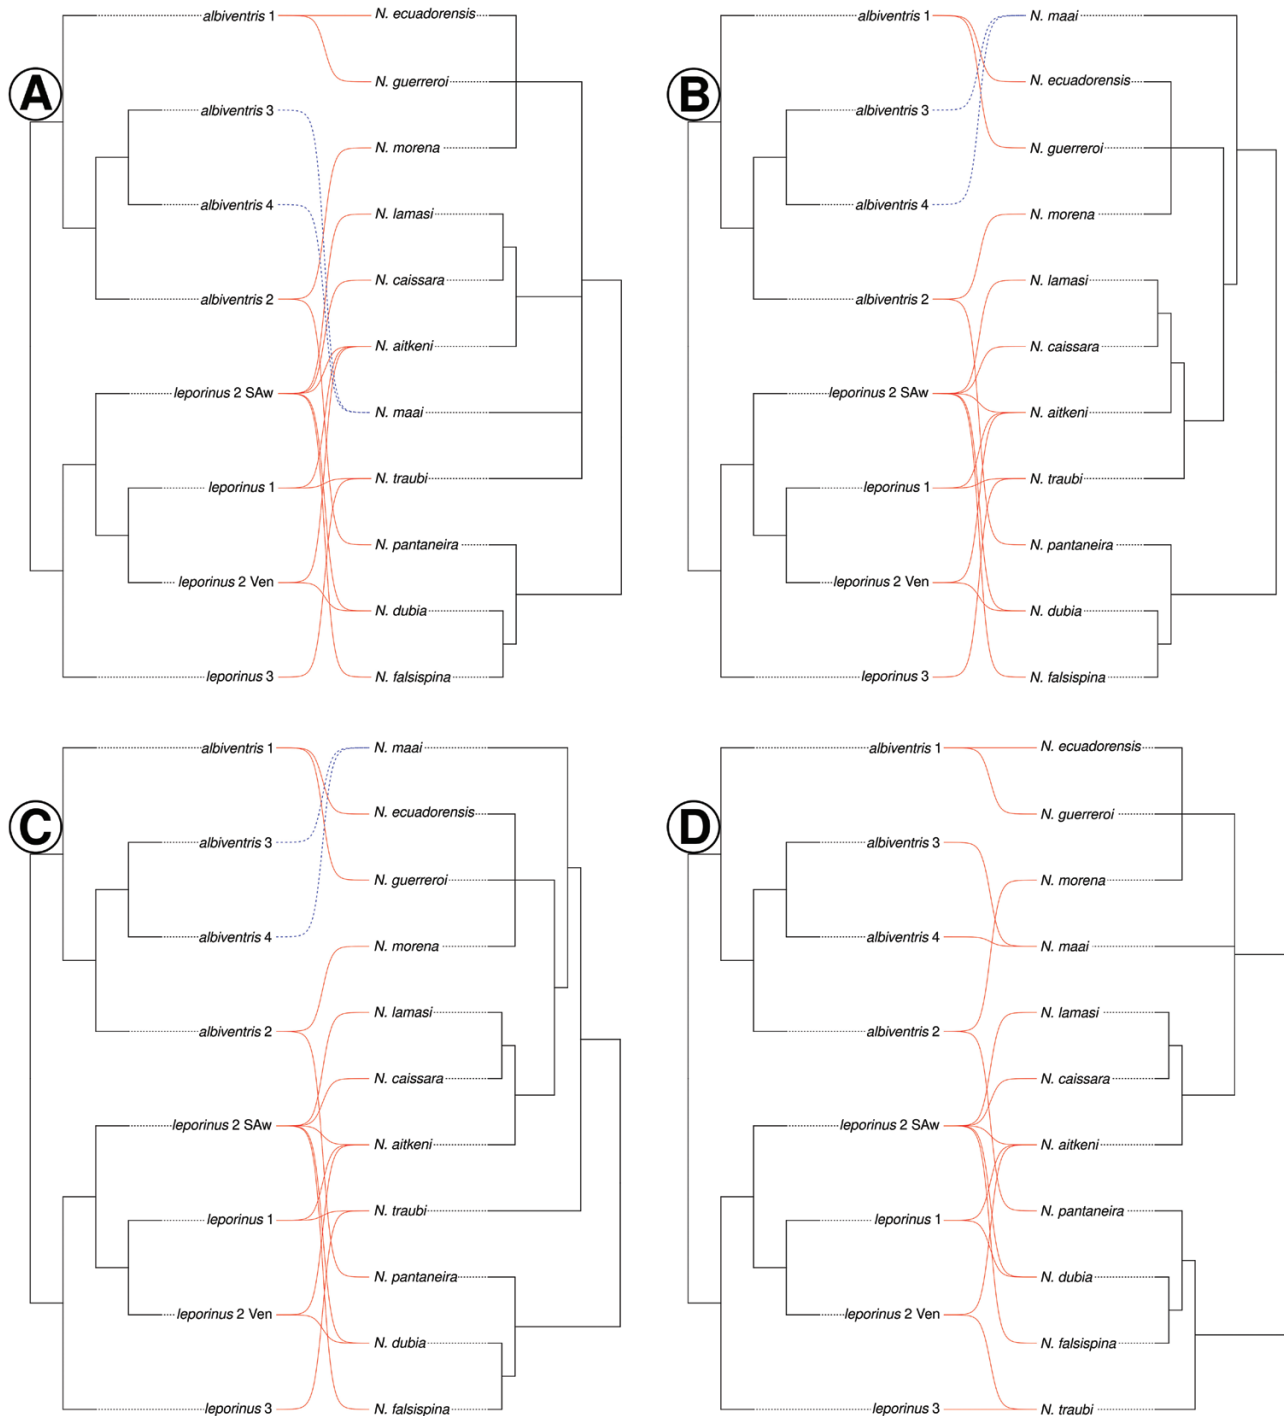 A
albiventris 1
albiventris 3
albiventris 4
albiventris 2
leporinus 2 SAw
leporinus 1
leporinus 2 Ven
leporinus 3
N. ecuadorensis
N. guerreroi
N. morena
N. lamasi
N. caissara
N. aitkeni
N. maai
N. traubi
N. pantaneira
N. dubia
N. falsispina
B
albiventris 1
albiventris 3
albiventris 4
albiventris 2
leporinus 2 SAw
leporinus 1
leporinus 2 Ven
leporinus 3
N. maai
N. ecuadorensis
N. guerreroi
N. morena
N. lamasi
N. caissara
N. aitkeni
N. traubi
N. pantaneira
N. dubia
N. falsispina
C
albiventris 1
albiventris 3
albiventris 4
albiventris 2
leporinus 2 SAw
leporinus 1
leporinus 2 Ven
leporinus 3
N. maai
N. ecuadorensis
N. guerreroi
N. morena
N. lamasi
N. caissara
N. aitkeni
N. traubi
N. pantaneira
N. dubia
N. falsispina
D
albiventris 1
albiventris 3
albiventris 4
albiventris 2
leporinus 2 SAw
leporinus 1
leporinus 2 Ven
leporinus 3
N. ecuadorensis
N. guerreroi
N. morena
N. maai
N. lamasi
N. caissara
N. aitkeni
N. pantaneira
N. dubia
N. falsispina
N. traubi